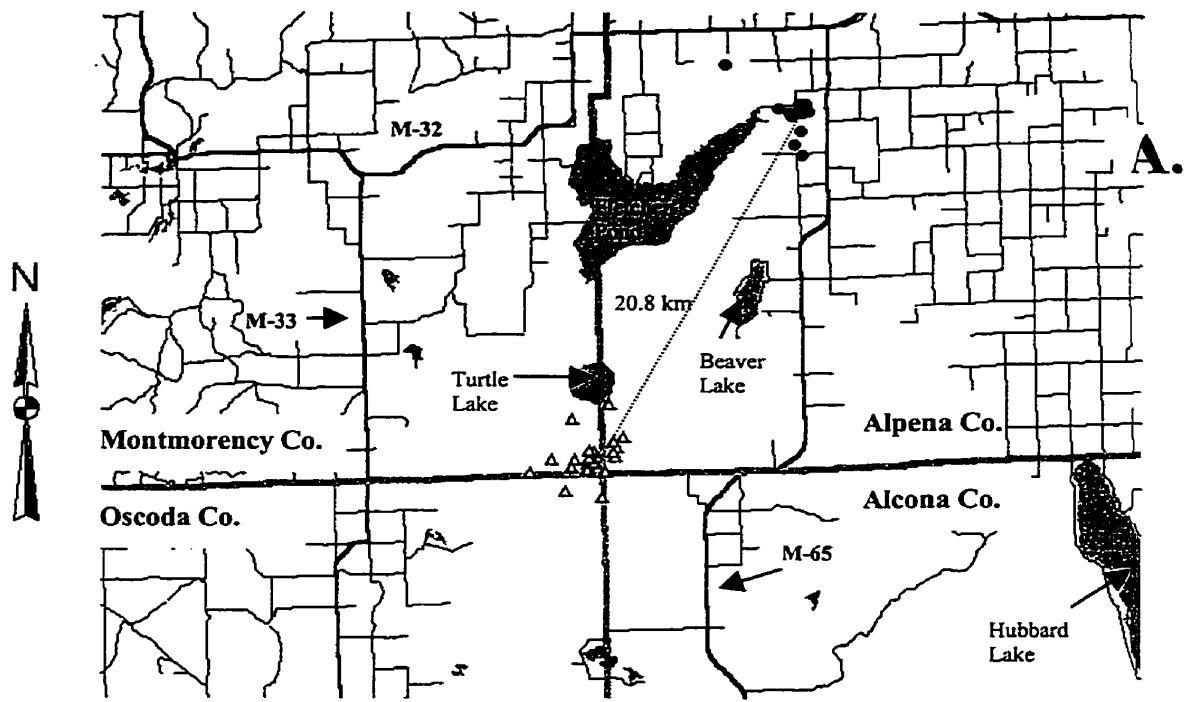 M-32
A.
N
20.8 km
M-33
Beaver
Lake
Turtle
Lake
Alpena Co.
Montmorency Co.
Oscoda Co.
Alcona Co.
M-65
Hubbard
Lake